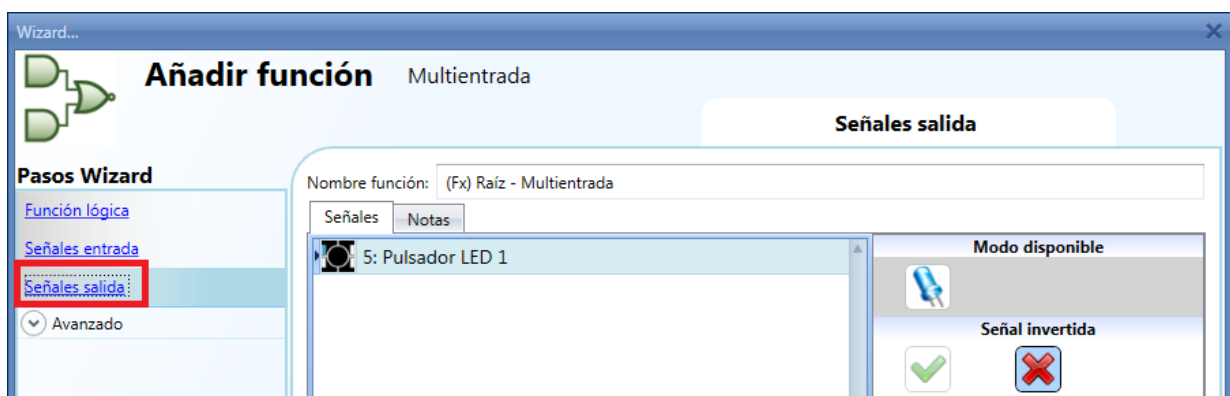 Wizard...
Añadir función Multientrada
Señales salida
Pasos Wizard
Función lógica
Señales entrada
Señales salida
Avanzado
Nombre función: (Fx) Raíz - Multientrada
Señales Notas
5: Pulsador LED 1
Modo disponible
Señal invertida